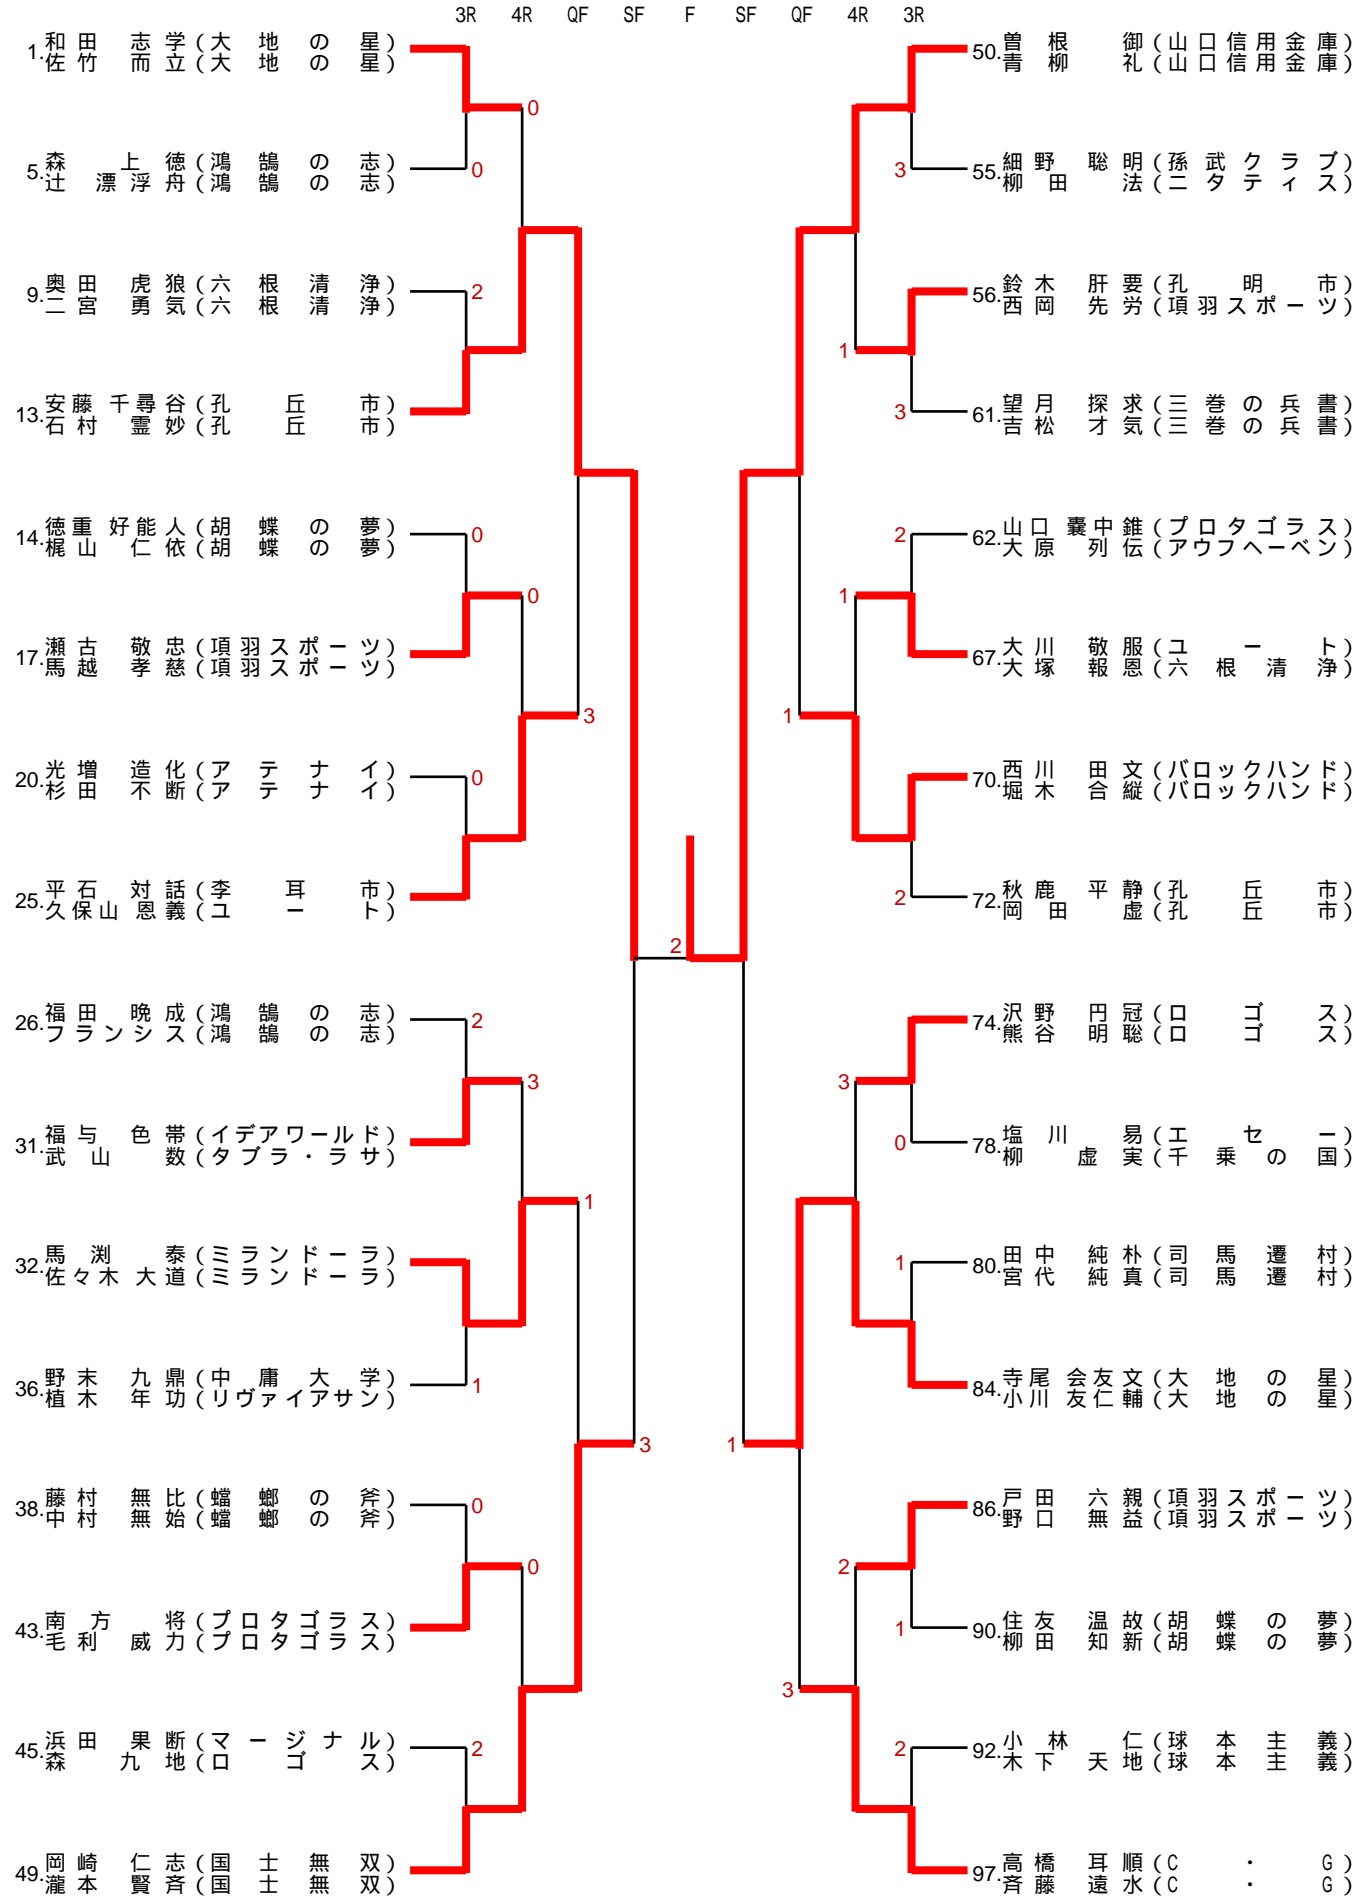 3R 4R QF SF F SF QF 4R 3R
1. 和田 志学(大地の星)
佐竹 而立(大地の星)
0
5. 森 上徳(鴻鵠の志)
辻 漂浮舟(鴻鵠の志)
0
9. 奥田 虎狼(六根清浄)
二宮 勇気(六根清浄)
2
13. 安藤 千尋谷(孔丘市)
石村 霊妙(孔丘市)
14. 徳重 好能人(胡蝶の夢)
梶山 仁依(胡蝶の夢)
0
0
17. 瀬古 敬忠(項羽スポーツ)
馬越 孝慈(項羽スポーツ)
3
20. 光増 造化(アテナイ)
杉田 不断(アテナイ)
0
25. 平石 対話(李耳市)
久保山 恩義(ユート)
2
26. 福田 晩成(鴻鵠の志)
フランシス(鴻鵠の志)
2
3
31. 福与 色帯(イデアワールド)
武山 数(タブラ・ラサ)
1
32. 馬渕 泰(ミランドーラ)
佐々木 大道(ミランドーラ)
36. 野末 九鼎(中庸大学)
植木 年功(リヴァイアサン)
1
3
38. 藤村 無比(蟷螂の斧)
中村 無始(蟷螂の斧)
0
0
43. 南方 将(プロタゴラス)
毛利 威力(プロタゴラス)
45. 浜田 果断(マージナル)
森 九地(ロゴス)
2
49. 岡崎 仁志(国士無双)
瀧本 賢斉(国士無双)
50. 曽根 御(山口信用金庫)
青柳 礼(山口信用金庫)
3
55. 細野 聡明(孫武クラブ)
柳田 法(ニタティス)
56. 鈴木 肝要(孔明市)
西岡 先労(項羽スポーツ)
1
3
61. 望月 探求(三巻の兵書)
吉松 才気(三巻の兵書)
2
62. 山口 嚢中錐(プロタゴラス)
大原 列伝(アウフヘーベン)
1
67. 大川 敬服(ユート)
大塚 報恩(六根清浄)
1
70. 西川 田文(バロックハンド)
堀木 合縦(バロックハンド)
2
72. 秋鹿 平静(孔丘市)
岡田 虚(孔丘市)
74. 沢野 円冠(ロゴス)
熊谷 明聡(ロゴス)
3
0
78. 塩川 易(エセー)
柳 虚実(千乗の国)
1
80. 田中 純朴(司馬遷村)
宮代 純真(司馬遷村)
84. 寺尾 会友文(大地の星)
小川 友仁輔(大地の星)
1
86. 戸田 六親(項羽スポーツ)
野口 無益(項羽スポーツ)
2
1
90. 住友 温故(胡蝶の夢)
柳田 知新(胡蝶の夢)
3
2
92. 小林 仁(球本主義)
木下 天地(球本主義)
97. 高橋 耳順(C・G)
斉藤 遠水(C・G)